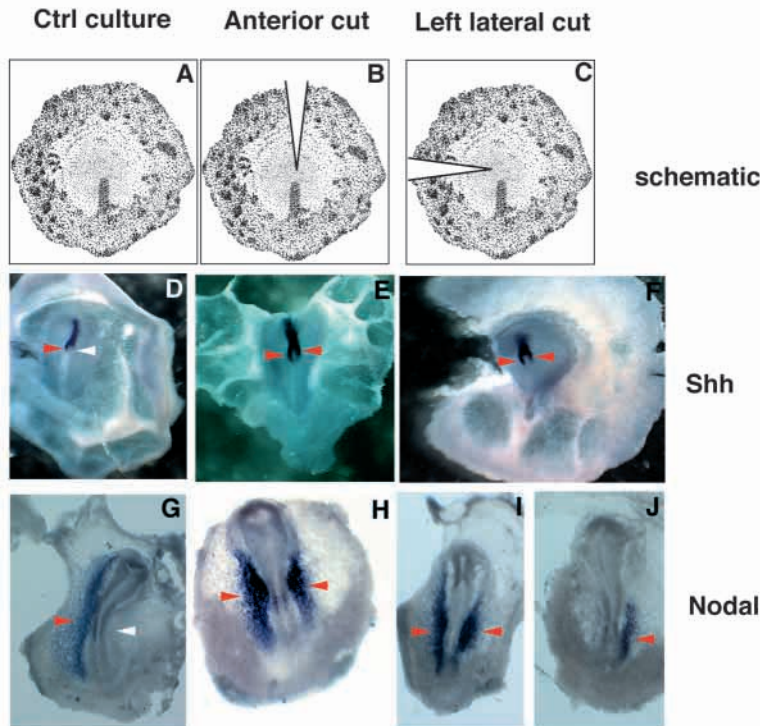 Ctrl culture Anterior cut Left lateral cut
A B C
schematic
D E F
Shh
G H I J
Nodal